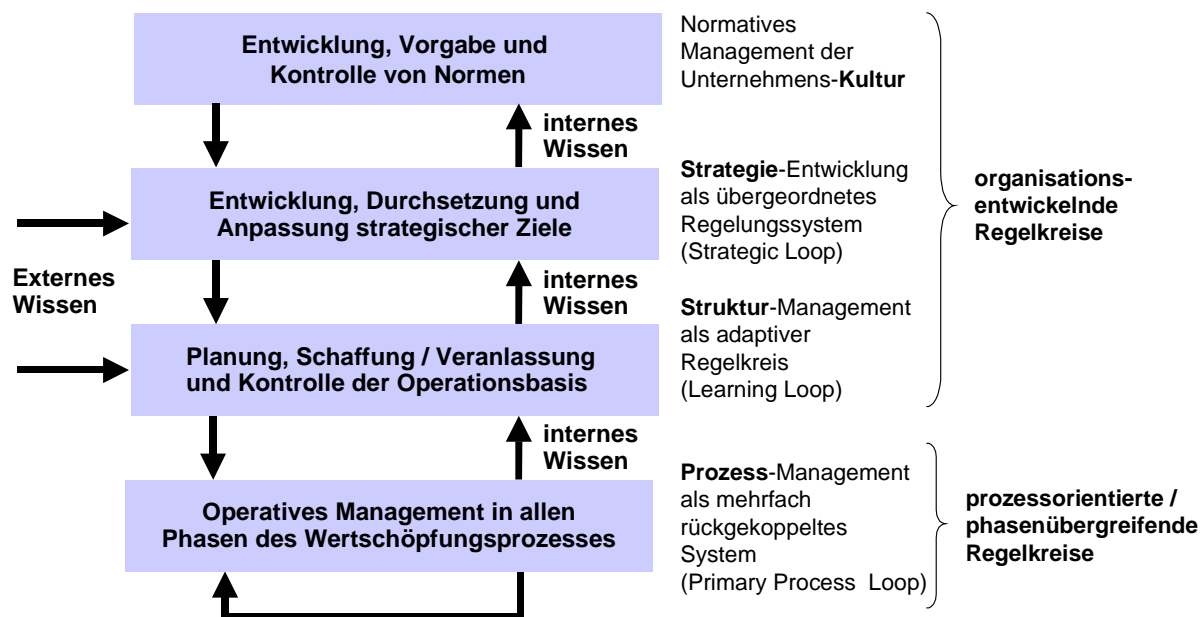 Entwicklung, Vorgabe und
Kontrolle von Normen
Normatives
Management der
Unternehmens-Kultur
internes
Wissen
Entwicklung, Durchsetzung und
Anpassung strategischer Ziele
Strategie-Entwicklung
als übergeordnetes
Regelungssystem
(Strategic Loop)
organisations-
entwickelnde
Regelkreise
Externes
Wissen
internes
Wissen
Planung, Schaffung / Veranlassung
und Kontrolle der Operationsbasis
Struktur-Management
als adaptiver
Regelkreis
(Learning Loop)
internes
Wissen
Operatives Management in allen
Phasen des Wertschöpfungsprozesses
Prozess-Management
als mehrfach
rückgekoppeltes
System
(Primary Process Loop)
prozessorientierte /
phasenübergreifende
Regelkreise